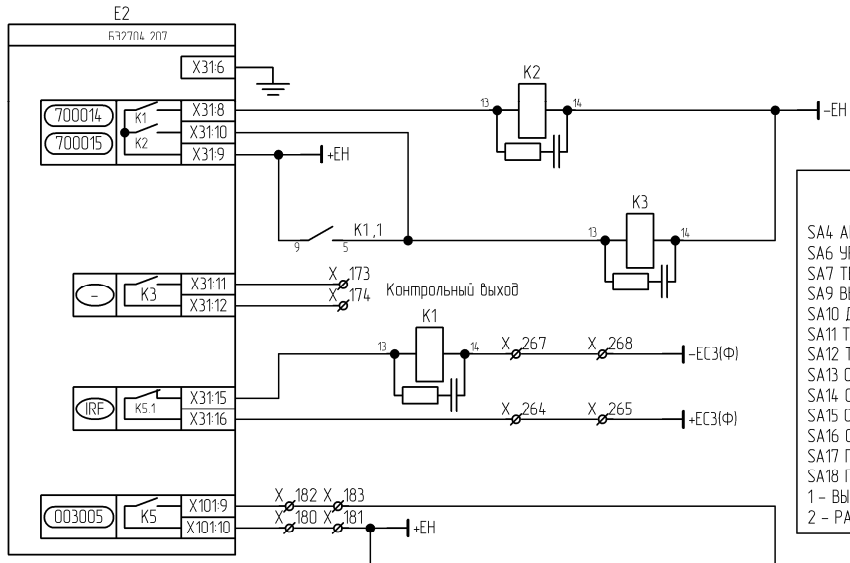 E2
БЭ2704 207
X31:6
K2
700014
K1
X31:8
13
14
-EH
700015
K2
X31:10
X31:9
+EH
K3
9
K1.1
5
13
14
-
K3
X31:11
X 173
X31:12
X 174
Контрольный выход
K1
13
14
X 267
X 268
-EC3(Ф)
IRF
K5.1
X31:15
X31:16
X 264
X 265
+EC3(Ф)
003005
K5
X101:9
X 182
X 183
X101:10
X 180
X 181
+EH
SA4
SA6
SA7
SA9
SA10
SA11
SA12
SA13
SA14
SA15
SA16
SA17
SA18
1 –
2 –